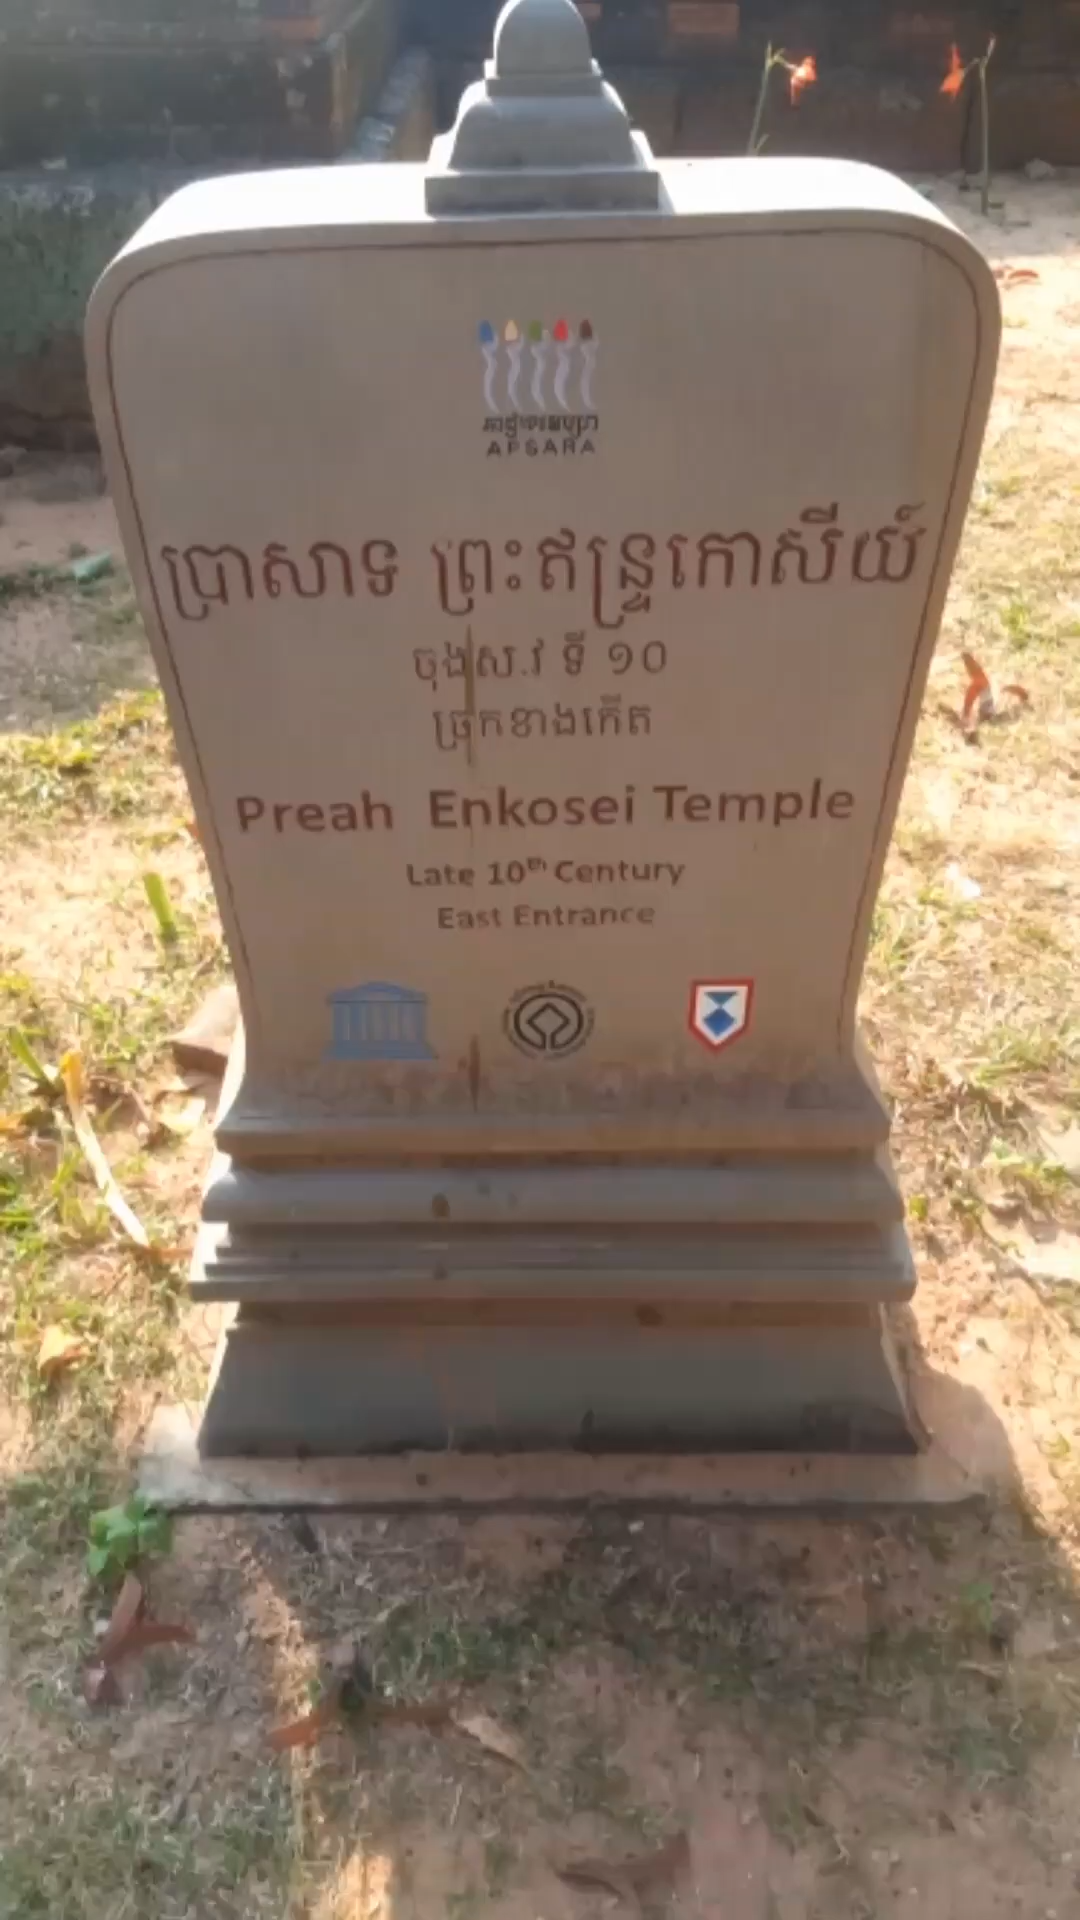 អាជ្ញាធរអប្សរា
APSARA
ប្រាសាទ ព្រះឥន្ទ្រកោសីយ៍
ចុងស.វ ទី ១០
ច្រកខាងកើត
Preah Enkosei Temple
Late 10th Century
East Entrance